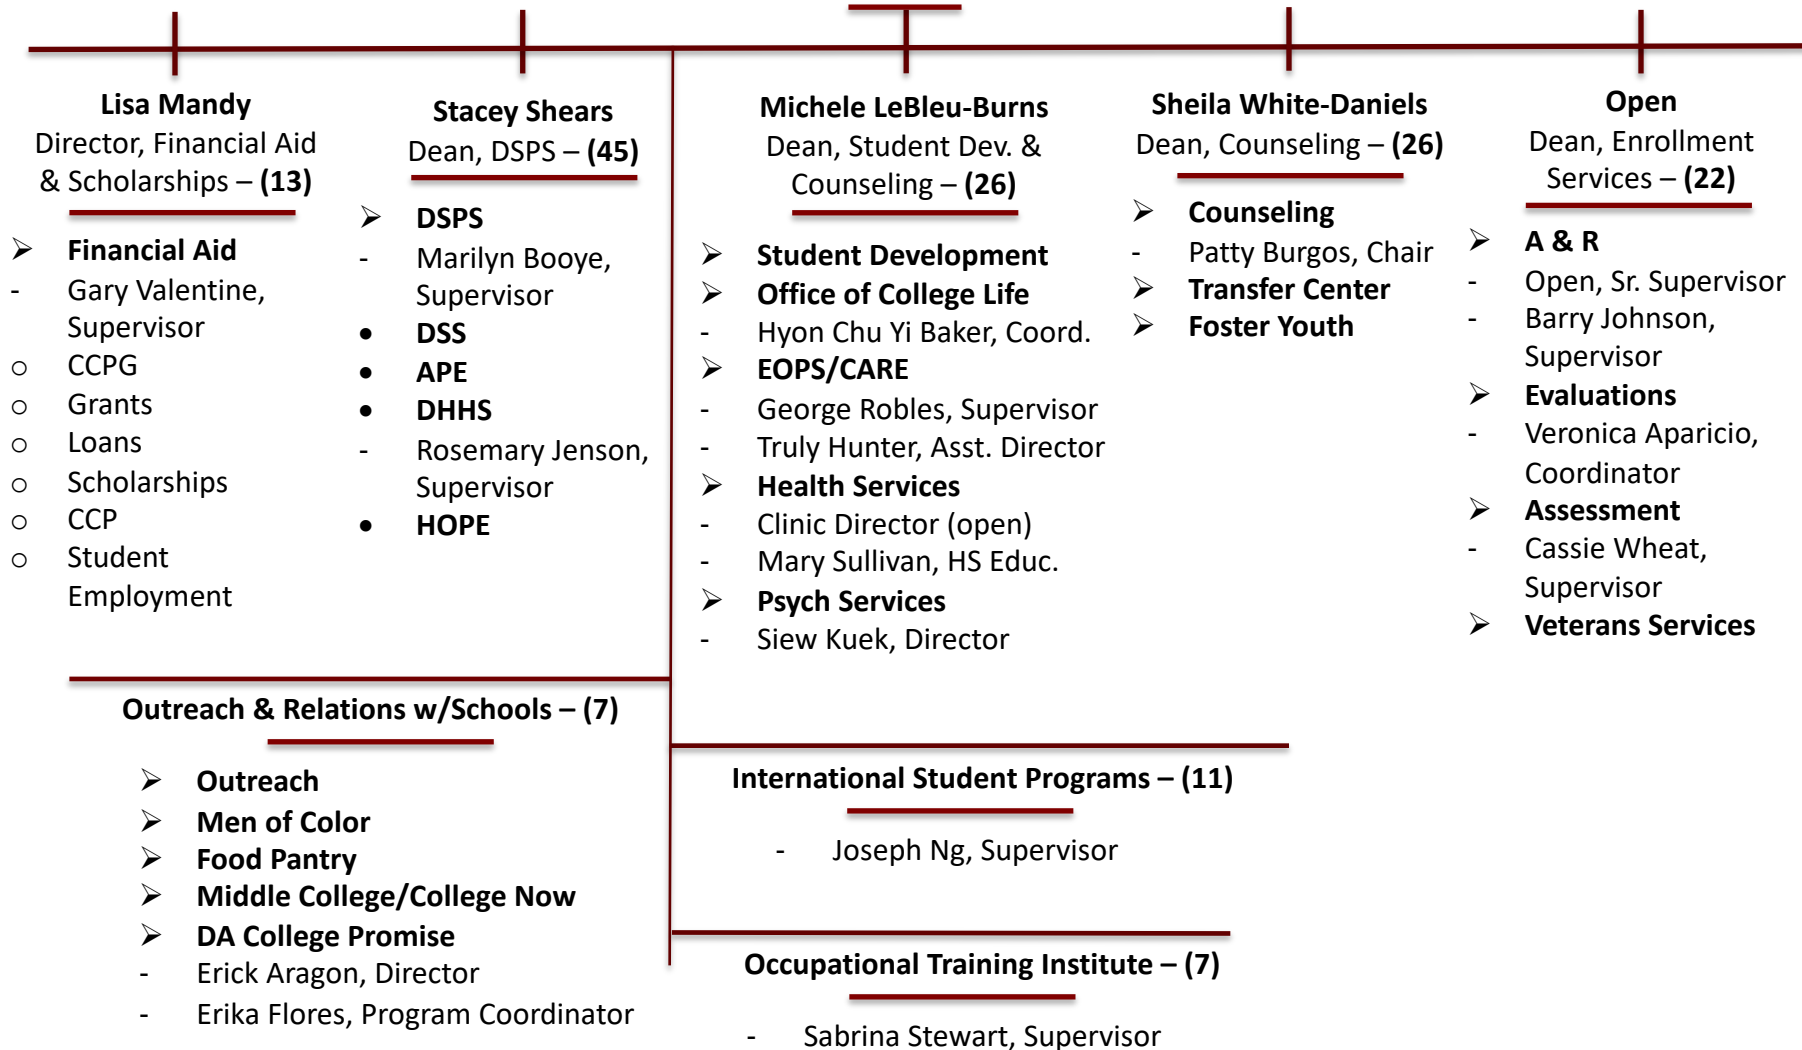 Lisa Mandy
Director, Financial Aid
& Scholarships – (13)
➢ Financial Aid
- Gary Valentine,
Supervisor
○ CCPG
○ Grants
○ Loans
○ Scholarships
○ CCP
○ Student
Employment
Stacey Shears
Dean, DSPS – (45)
➢ DSPS
- Marilyn Booye,
Supervisor
• DSS
• APE
• DHHS
- Rosemary Jenson,
Supervisor
• HOPE
Michele LeBleu-Burns
Dean, Student Dev. &
Counseling – (26)
➢ Student Development
➢ Office of College Life
- Hyon Chu Yi Baker, Coord.
➢ EOPS/CARE
- George Robles, Supervisor
- Truly Hunter, Asst. Director
➢ Health Services
- Clinic Director (open)
- Mary Sullivan, HS Educ.
➢ Psych Services
- Siew Kuek, Director
Sheila White-Daniels
Dean, Counseling – (26)
➢ Counseling
- Patty Burgos, Chair
➢ Transfer Center
➢ Foster Youth
Open
Dean, Enrollment
Services – (22)
➢ A & R
- Open, Sr. Supervisor
- Barry Johnson,
Supervisor
➢ Evaluations
- Veronica Aparicio,
Coordinator
➢ Assessment
- Cassie Wheat,
Supervisor
➢ Veterans Services
Outreach & Relations w/Schools – (7)
➢ Outreach
➢ Men of Color
➢ Food Pantry
➢ Middle College/College Now
➢ DA College Promise
- Erick Aragon, Director
- Erika Flores, Program Coordinator
International Student Programs – (11)
- Joseph Ng, Supervisor
Occupational Training Institute – (7)
- Sabrina Stewart, Supervisor